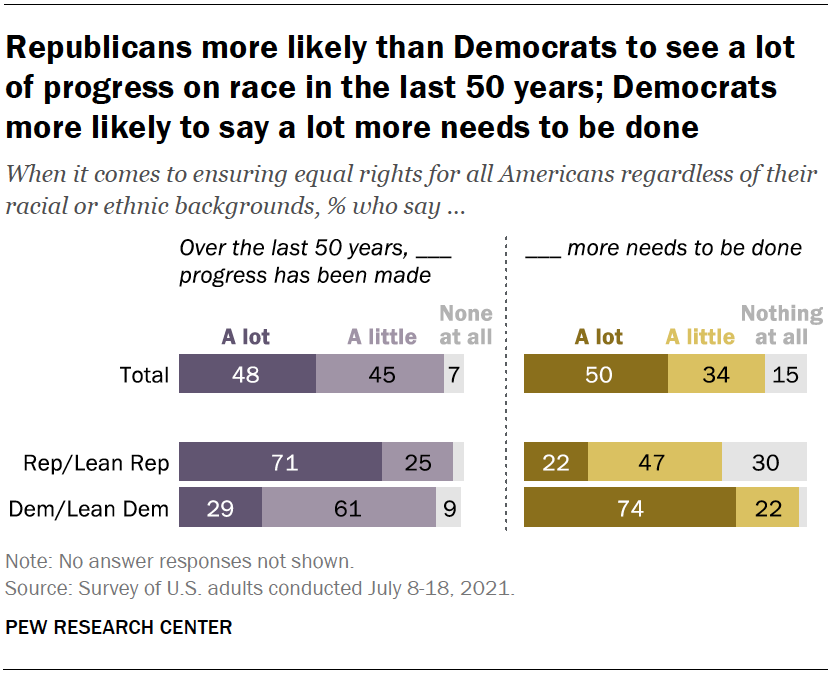 Republicans more likely than Democrats to see a lot
of progress on race in the last 50 years; Democrats
more likely to say a lot more needs to be done
When it comes to ensuring equal rights for all Americans regardless of their
racial or ethnic backgrounds, % who say ...
Over the last 50 years, ___
progress has been made
___ more needs to be done
A lot A little None
at all
A lot A little Nothing
at all
Total 48 45 7 50 34 15
Rep/Lean Rep 71 25 22 47 30
Dem/Lean Dem 29 61 9 74 22
Note: No answer responses not shown.
Source: Survey of U.S. adults conducted July 8-18, 2021.
PEW RESEARCH CENTER